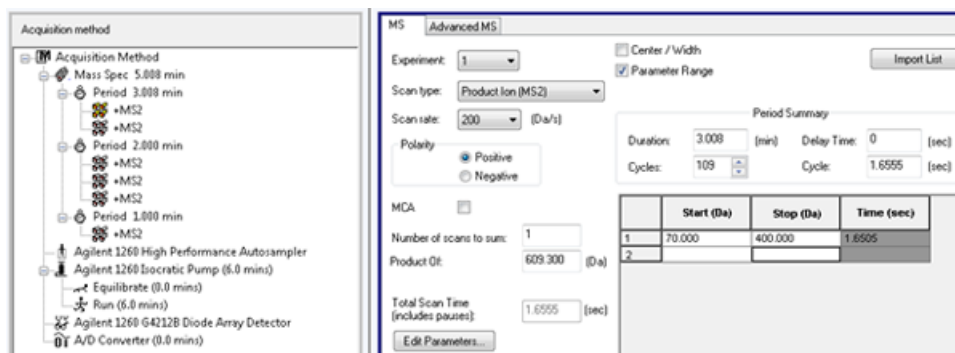 Acquisition method
Acquisition Method
Mass Spec 5.008 min
Period 3.008 min
+MS2
+MS2
Period 2.000 min
+MS2
+MS2
+MS2
Period 1.000 min
+MS2
Agilent 1260 High Performance Autosampler
Agilent 1260 Isocratic Pump (6.0 mins)
Equilibrate (0.0 mins)
Run (6.0 mins)
Agilent 1260 G4212B Diode Array Detector
A/D Converter (0.0 mins)
MS Advanced MS
Experiment: 1
Scan type: Product Ion (MS2)
Scan rate: 200 (Da/s)
Polarity
Positive
Negative
MCA
Number of scans to sum: 1
Product Of: 609.300 (Da)
Total Scan Time
(includes pauses): 1.6555 (sec)
Edit Parameters...
Center / Width
Parameter Range
Import List
Period Summary
Duration: 3.008 (min) Delay Time: 0 (sec)
Cycles: 109 Cycle: 1.6555 (sec)
Start (Da) Stop (Da) Time (sec)
1 70.000 400.000 1.6505
2